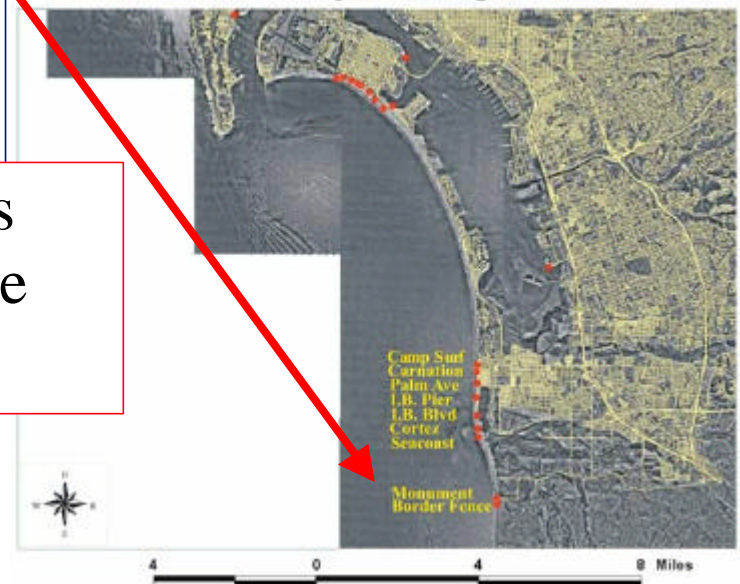 s
e
Camp Surf
Carnation
Palm Ave
I.B. Pier
I.B. Blvd
Cortez
Seacoast
Monument
Border Fence
W
4 0 4 8 Miles